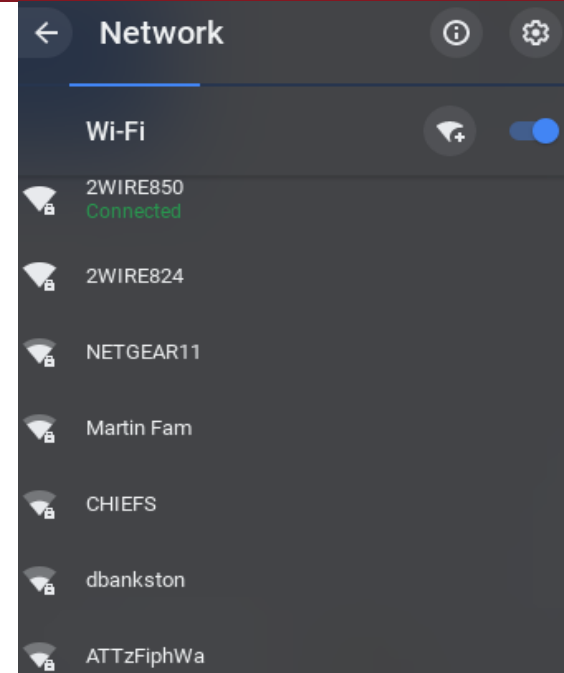 Network
Wi-Fi
2WIRE850
Connected
2WIRE824
NETGEAR11
Martin Fam
CHIEFS
dbankston
ATTzFiphWa